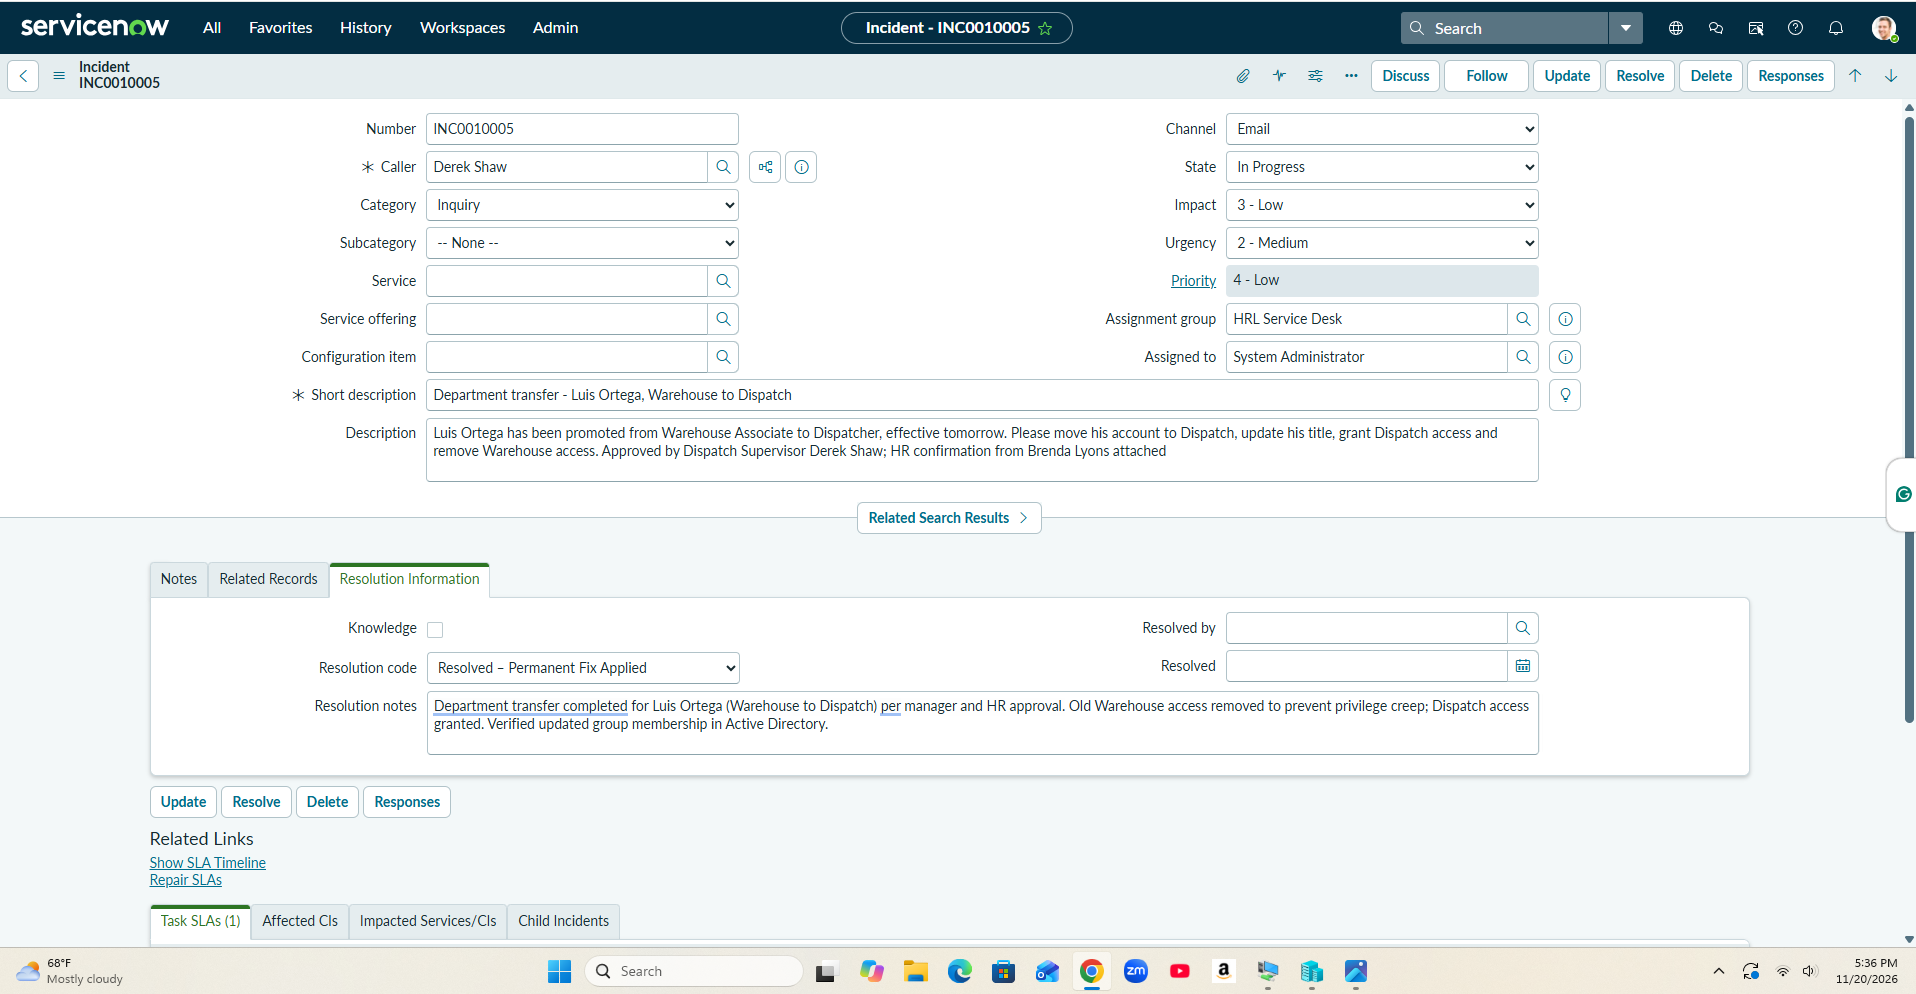 servicenow All Favorites History Workspaces Admin Incident - INC0010005 Search
Incident
INC0010005
Discuss Follow Update Resolve Delete Responses
Number INC0010005 Channel Email
Caller Derek Shaw State In Progress
Category Inquiry Impact 3 - Low
Subcategory -- None -- Urgency 2 - Medium
Service Priority 4 - Low
Service offering Assignment group HRL Service Desk
Configuration item Assigned to System Administrator
Short description Department transfer - Luis Ortega, Warehouse to Dispatch
Description Luis Ortega has been promoted from Warehouse Associate to Dispatcher, effective tomorrow. Please move his account to Dispatch, update his title, grant Dispatch access and
remove Warehouse access. Approved by Dispatch Supervisor Derek Shaw; HR confirmation from Brenda Lyons attached
Related Search Results
Notes Related Records Resolution Information
Knowledge Resolved by
Resolution code Resolved – Permanent Fix Applied Resolved
Resolution notes Department transfer completed for Luis Ortega (Warehouse to Dispatch) per manager and HR approval. Old Warehouse access removed to prevent privilege creep; Dispatch access
granted. Verified updated group membership in Active Directory.
Update Resolve Delete Responses
Related Links
Show SLA Timeline
Repair SLAs
Task SLAs (1) Affected CIs Impacted Services/CIs Child Incidents
68°F
Mostly cloudy
Search
zm
a
5:36 PM
11/20/2026